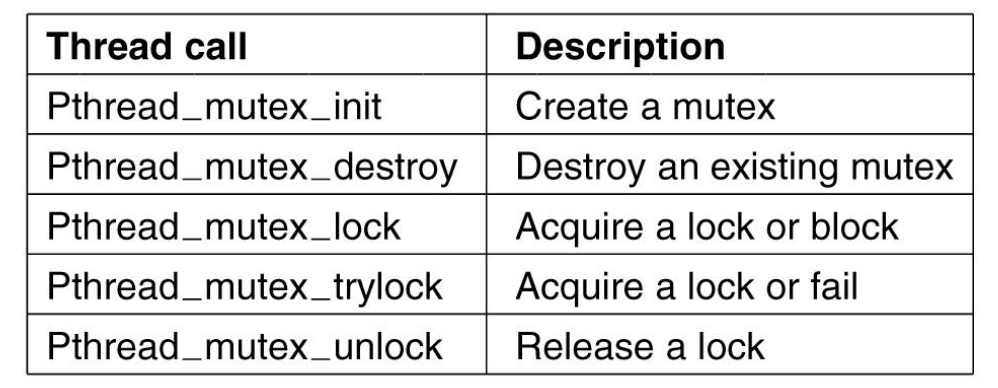 Thread call Description
Pthread_mutex_init Create a mutex
Pthread_mutex_destroy Destroy an existing mutex
Pthread_mutex_lock Acquire a lock or block
Pthread_mutex_trylock Acquire a lock or fail
Pthread_mutex_unlock Release a lock